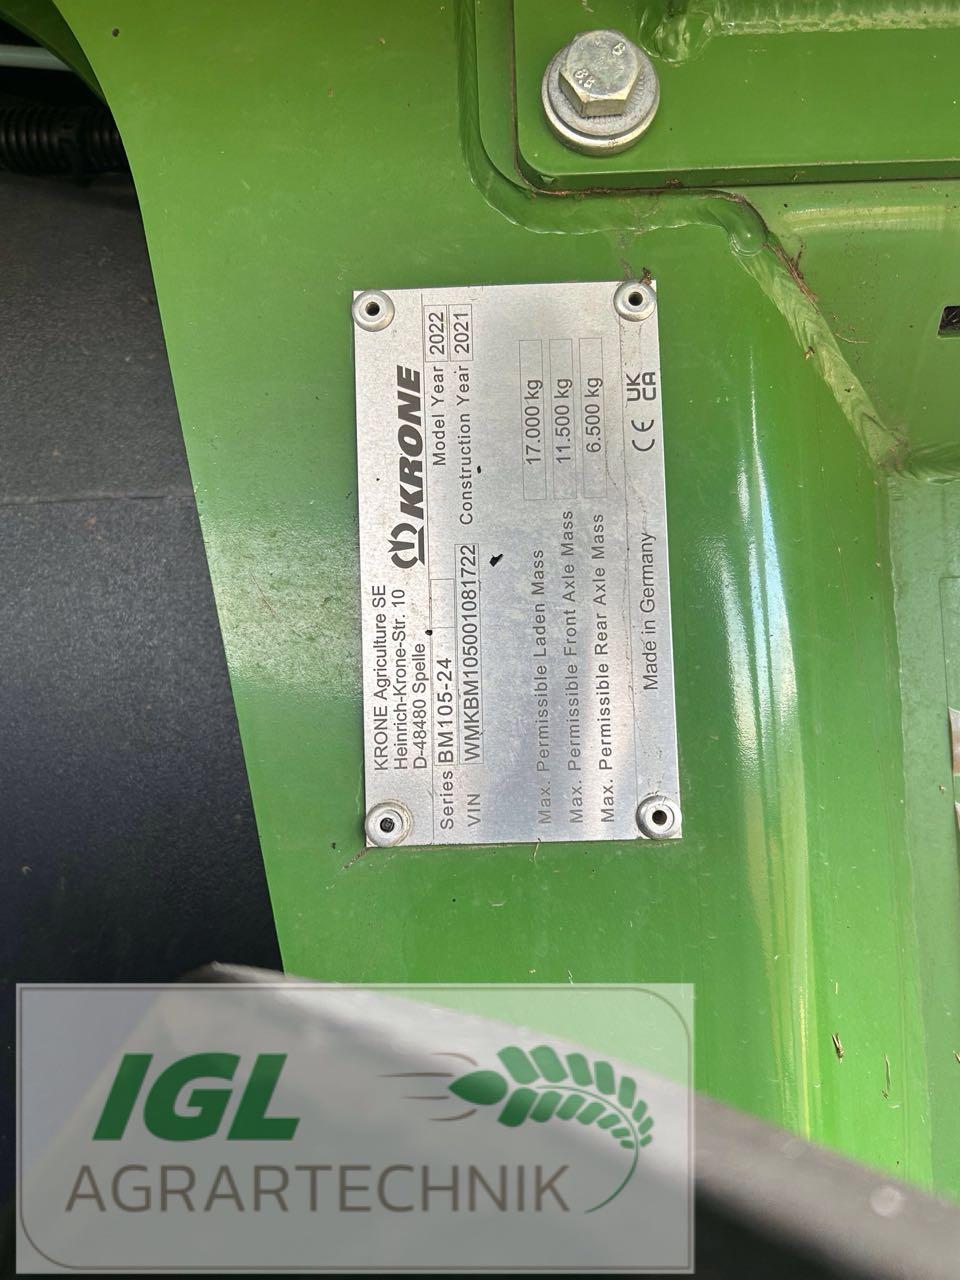 KRONE Agriculture SE
Heinrich-Krone-Str. 10
D-48480 Spelle
KRONE
Series BM105-24 Model Year 2022
VIN WMKBM105001081722 Construction Year 2021
Max. Permissible Laden Mass 17.000 kg
Max. Permissible Front Axle Mass 11.500 kg
Max. Permissible Rear Axle Mass 6.500 kg
Made in Germany CE UK CA
8.8
IGL
AGRARTECHNIK